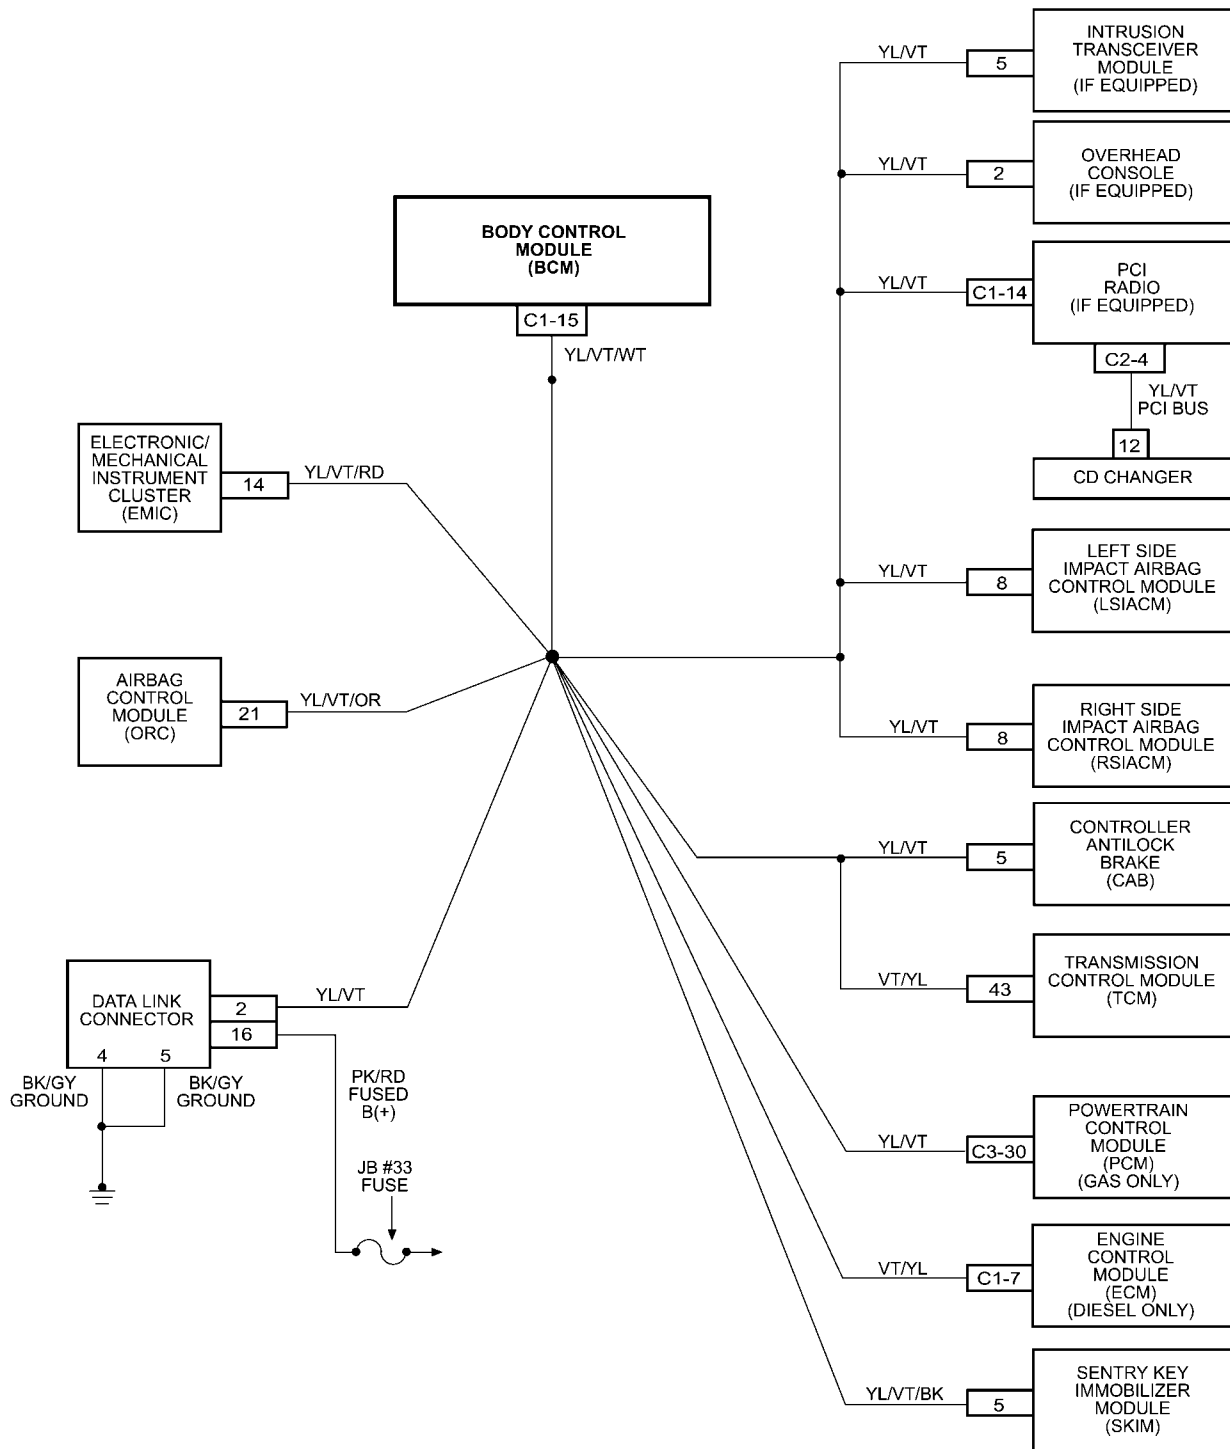 INTRUSION
TRANSCEIVER
MODULE
(IF EQUIPPED)
YL/VT
5
OVERHEAD
CONSOLE
(IF EQUIPPED)
YL/VT
2
BODY CONTROL
MODULE
(BCM)
C1-15
YL/VT/WT
PCI
RADIO
(IF EQUIPPED)
YL/VT
C1-14
C2-4
YL/VT
PCI BUS
12
CD CHANGER
ELECTRONIC/
MECHANICAL
INSTRUMENT
CLUSTER
(EMIC)
14
YL/VT/RD
LEFT SIDE
IMPACT AIRBAG
CONTROL MODULE
(LSIACM)
YL/VT
8
AIRBAG
CONTROL
MODULE
(ORC)
21
YL/VT/OR
RIGHT SIDE
IMPACT AIRBAG
CONTROL MODULE
(RSIACM)
YL/VT
8
CONTROLLER
ANTILOCK
BRAKE
(CAB)
YL/VT
5
TRANSMISSION
CONTROL MODULE
(TCM)
VT/YL
43
DATA LINK
CONNECTOR
2
YL/VT
16
4 5
BK/GY
GROUND
BK/GY
GROUND
PK/RD
FUSED
B(+)
JB #33
FUSE
POWERTRAIN
CONTROL
MODULE
(PCM)
(GAS ONLY)
YL/VT
C3-30
ENGINE
CONTROL
MODULE
(ECM)
(DIESEL ONLY)
VT/YL
C1-7
SENTRY KEY
IMMOBILIZER
MODULE
(SKIM)
YL/VT/BK
5